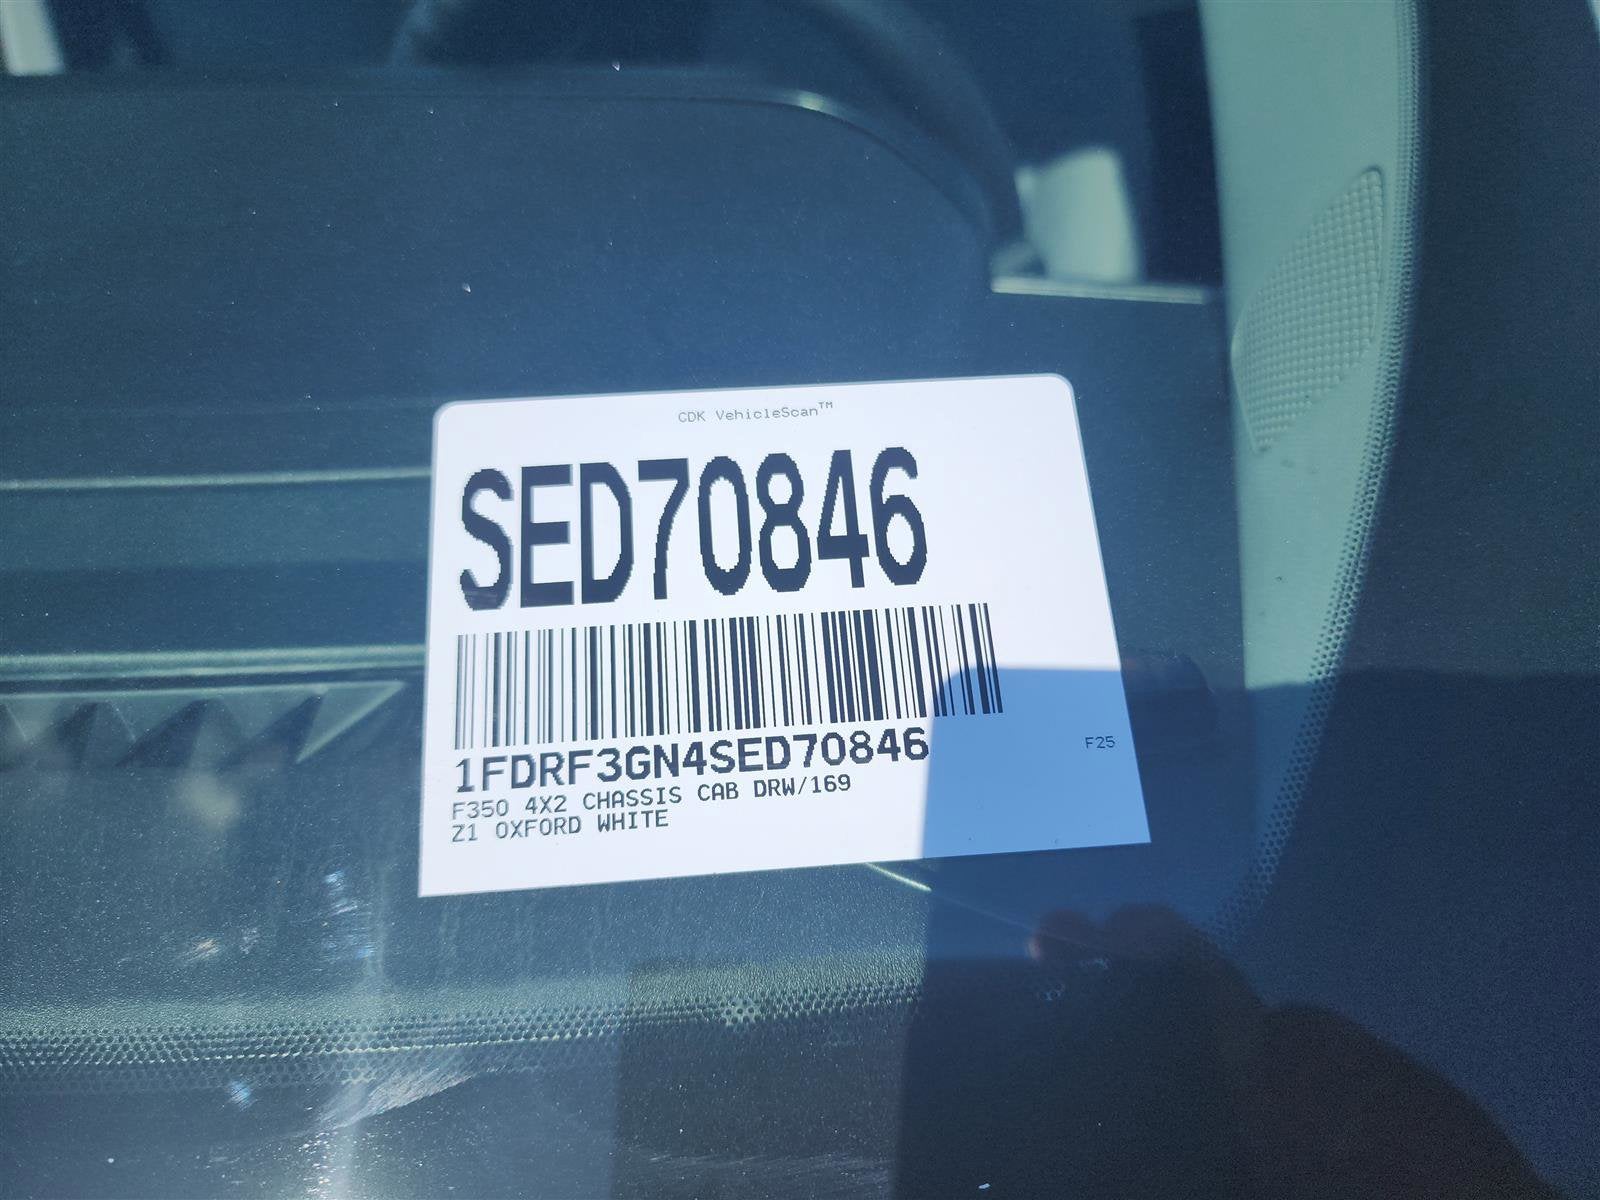 CDK VehicleScan™
SED70846
1FDRF3GN4SED70846
F25
F350 4X2 CHASSIS CAB DRW/169
Z1 OXFORD WHITE